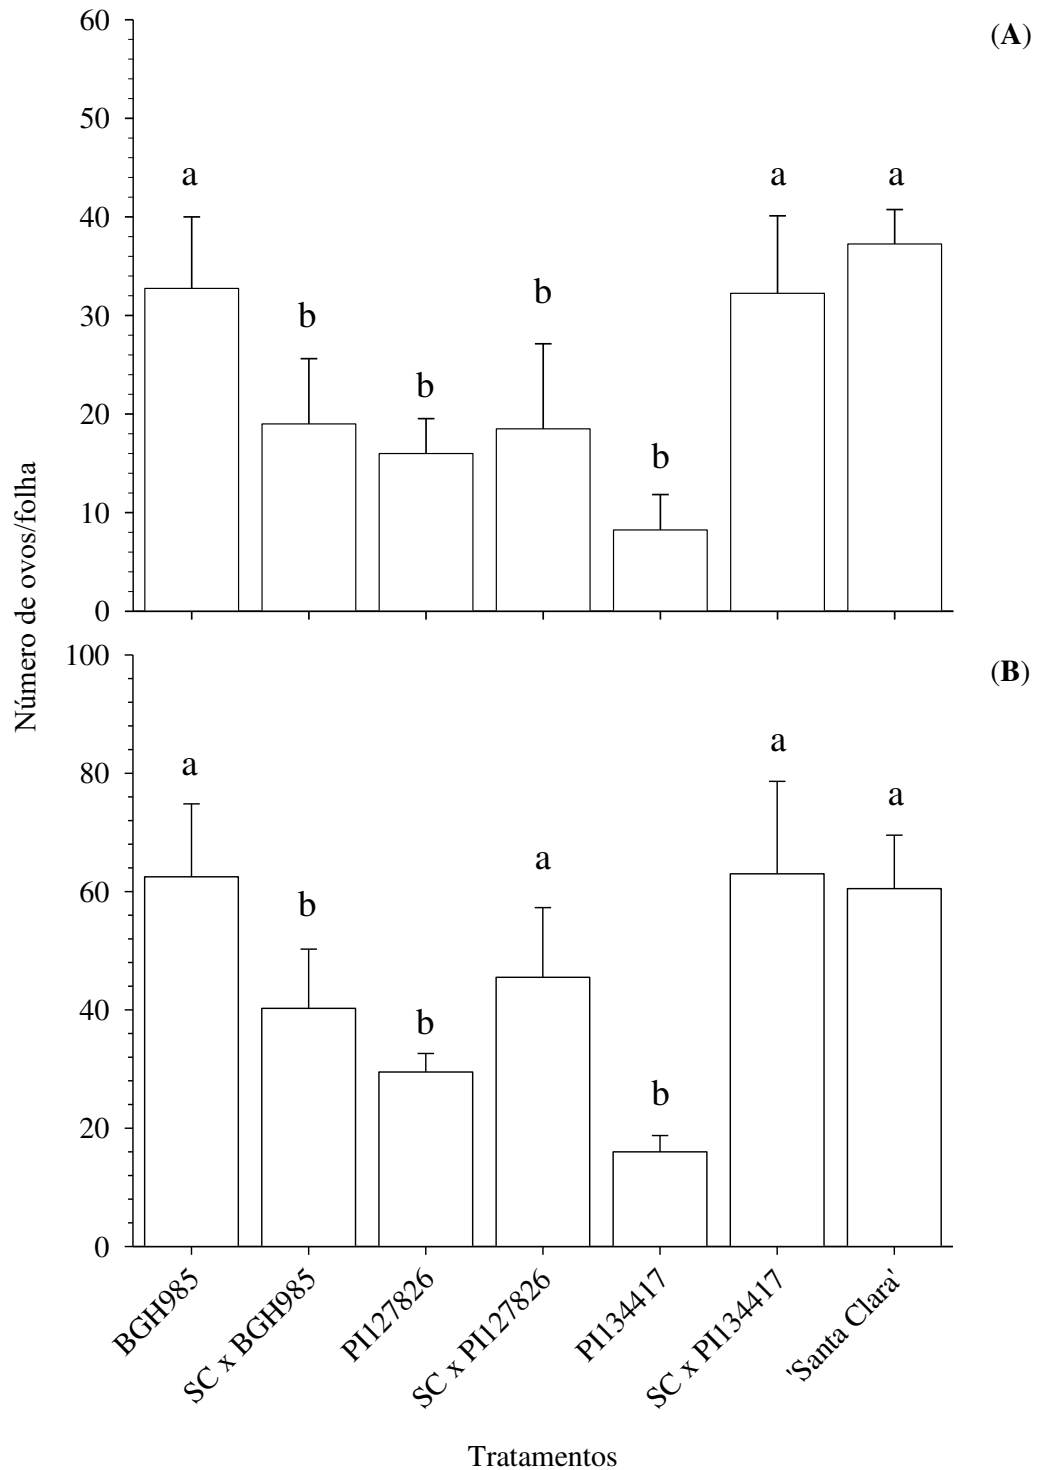 (A)
60
50
40
30
20
10
0
a
b
b
b
b
a
a
Número de ovos/folha
(B)
100
80
60
40
20
0
a
b
b
a
b
a
a
BGH985
SC x BGH985
PI127826
SC x PI127826
PI134417
SC x PI134417
'Santa Clara'
Tratamentos